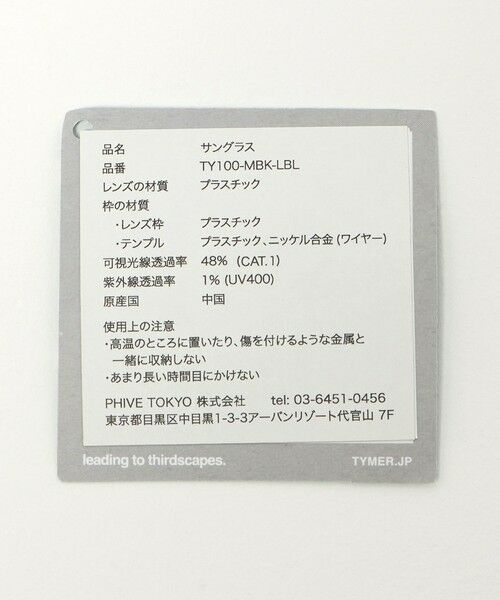 品名 サングラス
品番 TY100-MBK-LBL
レンズの材質 プラスチック
枠の材質
・レンズ枠 プラスチック
・テンプル プラスチック、ニッケル合金(ワイヤー)
可視光線透過率 48% (CAT.1)
紫外線透過率 1% (UV400)
原産国 中国
使用上の注意
・高温のところに置いたり、傷を付けるような金属と
一緒に収納しない
・あまり長い時間目にかけない
PHIVE TOKYO 株式会社 tel: 03-6451-0456
東京都目黒区中目黒1-3-3アーバンリゾート代官山 7F
leading to thirdscapes. TYMER.JP